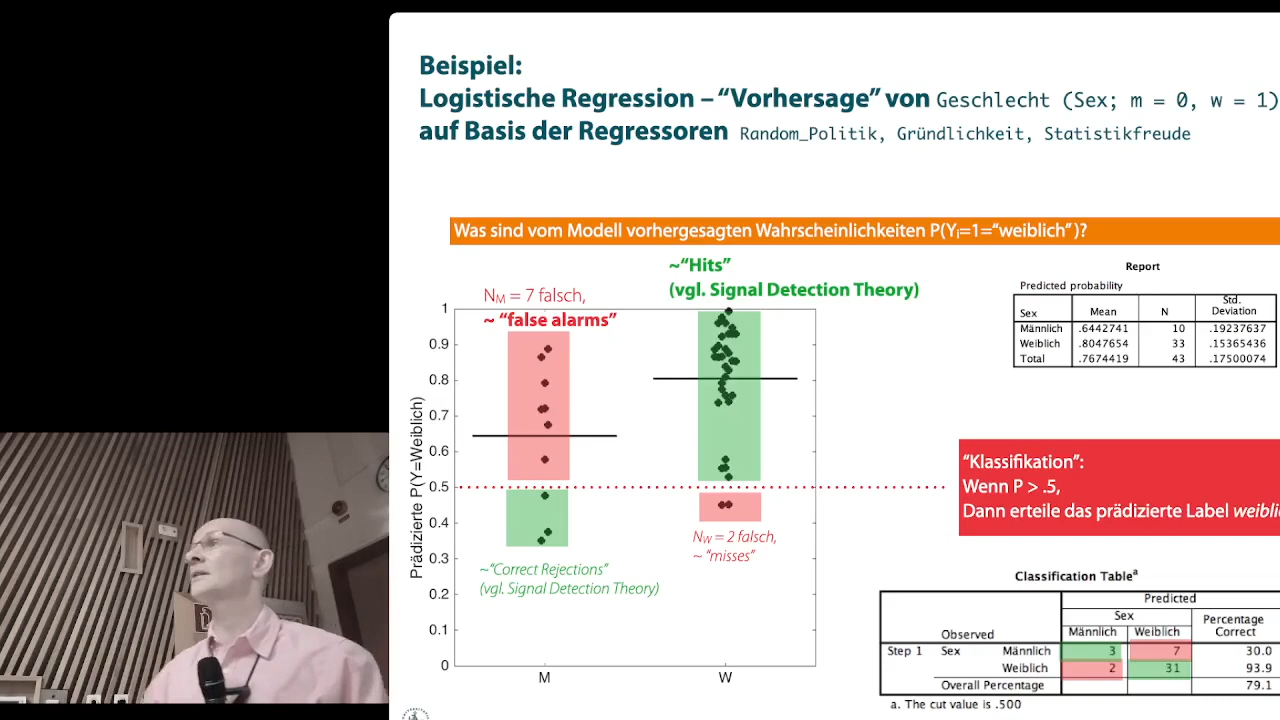 Beispiel:
Logistische Regression – “Vorhersage” von Geschlecht (Sex; m = 0, w = 1)
auf Basis der Regressoren Random_Politik, Gründlichkeit, Statistikfreude
Was sind vom Modell vorhergesagten Wahrscheinlichkeiten P(Yᵢ=1=“weiblich”)?
~“Hits”
(vgl. Signal Detection Theory)
N_M = 7 falsch,
~ “false alarms”
Prädizierte P(Y=Weiblich)
1
0.9
0.8
0.7
0.6
0.5
0.4
0.3
0.2
0.1
0
M
W
N_W = 2 falsch,
~ “misses”
~“Correct Rejections”
(vgl. Signal Detection Theory)
Report
Predicted probability
Sex Mean N Std. Deviation
Männlich .6442741 10 .19237637
Weiblich .8047654 33 .15365436
Total .7674419 43 .17500074
“Klassifikation”:
Wenn P > .5,
Dann erteile das prädizierte Label
Classification Tableᵃ
Predicted
Sex
Percentage Correct
Observed Männlich Weiblich
Step 1 Sex Männlich 3 7 30.0
Weiblich 2 31 93.9
Overall Percentage 79.1
a. The cut value is .500